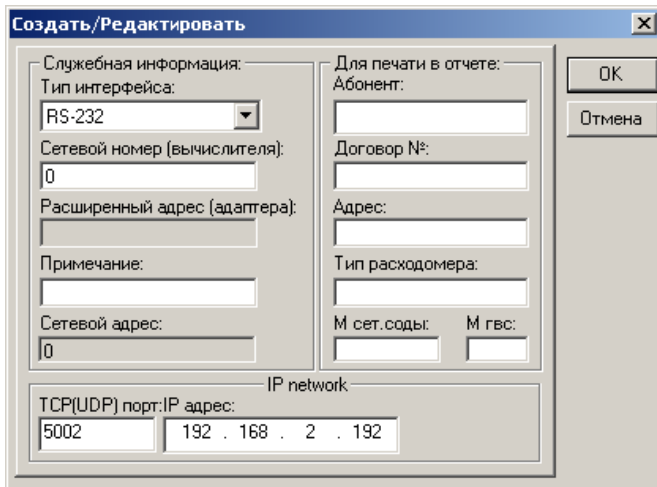 Создать/Редактировать
Служебная информация:
Тип интерфейса:
RS-232
Сетевой номер (вычислителя):
0
Расширенный адрес (адаптера):
Примечание:
Сетевой адрес:
0
Для печати в отчете:
Абонент:
Договор №:
Адрес:
Тип расходомера:
М сет.соды: М гвс:
OK
Отмена
IP network
TCP(UDP) порт: IP адрес:
5002 192 . 168 . 2 . 192